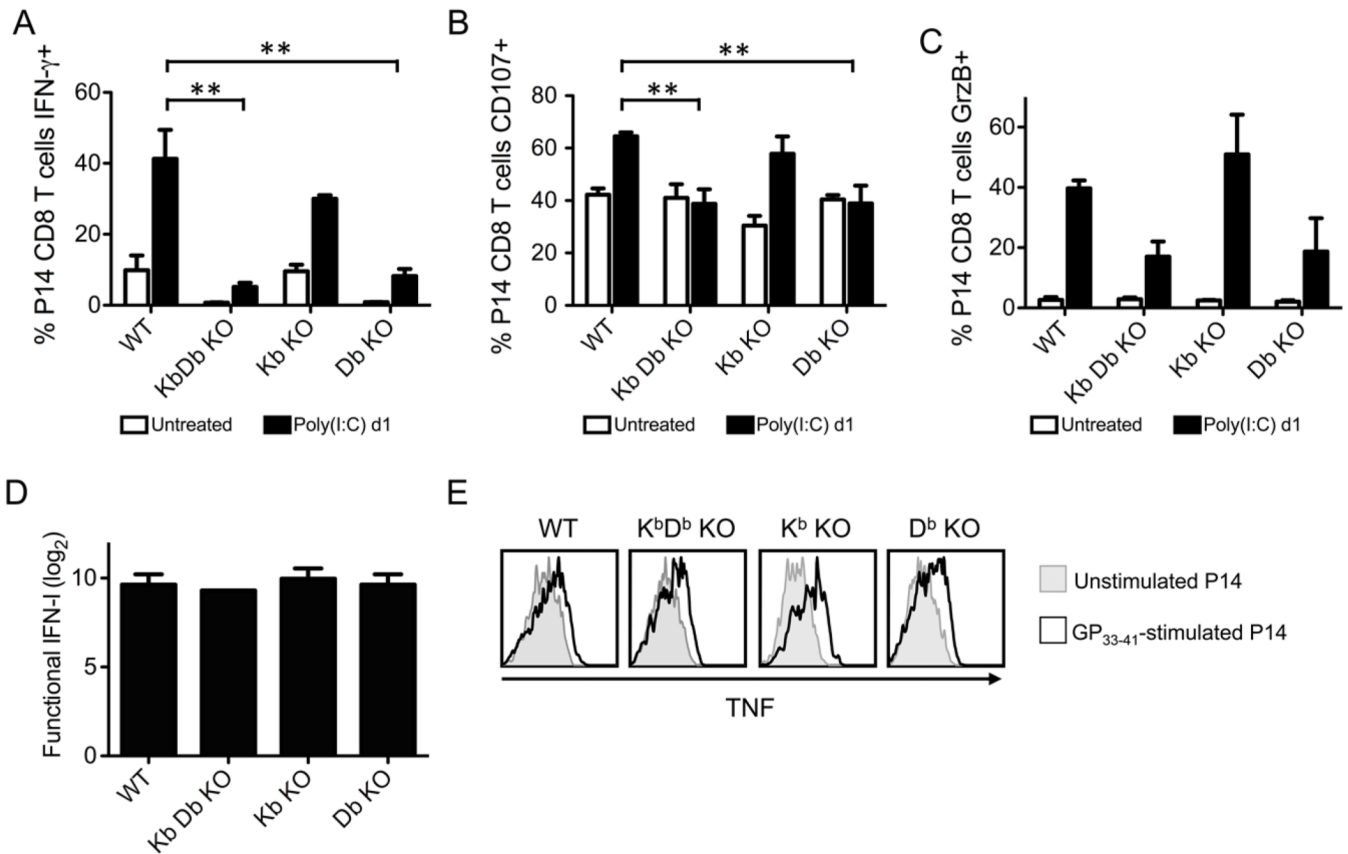 A
% P14 CD8 T cells IFN-γ+
60
40
20
0
**
**
WT
KbDb KO
Kb KO
Db KO
Untreated
Poly(I:C) d1
B
% P14 CD8 T cells CD107+
80
60
40
20
0
**
**
WT
Kb Db KO
Kb KO
Db KO
Untreated
Poly(I:C) d1
C
% P14 CD8 T cells GrzB+
60
40
20
0
WT
Kb Db KO
Kb KO
Db KO
Untreated
Poly(I:C) d1
D
Functional IFN-I (log₂)
10
5
0
WT
Kb Db KO
Kb KO
Db KO
E
WT
KᵇDᵇ KO
Kᵇ KO
Dᵇ KO
TNF
Unstimulated P14
GP₃₃₋₄₁-stimulated P14